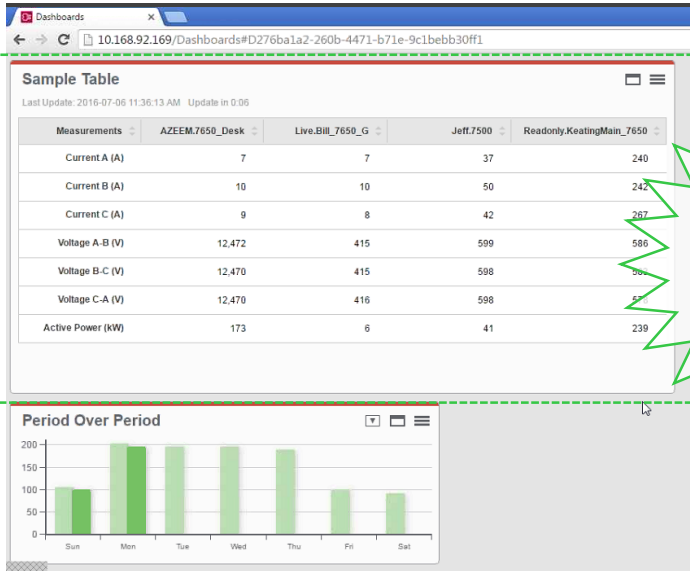 Dashboards
10.168.92.169/Dashboards#D276ba1a2-260b-4471-b71e-9c1bebb30ff1
Sample Table
Last Update: 2016-07-06 11:36:13 AM Update in 0:06
Measurements AZEEM.7650_Desk Live.Bill_7650_G Jeff.7500 Readonly.KeatingMain_7650
Current A (A) 7 7 37 240
Current B (A) 10 10 50 242
Current C (A) 9 8 42 267
Voltage A-B (V) 12,472 415 599 586
Voltage B-C (V) 12,470 415 598
Voltage C-A (V) 12,470 416 598
Active Power (kW) 173 6 41 239
Period Over Period
200
150
100
50
0
Sun Mon Tue Wed Thu Fri Sat